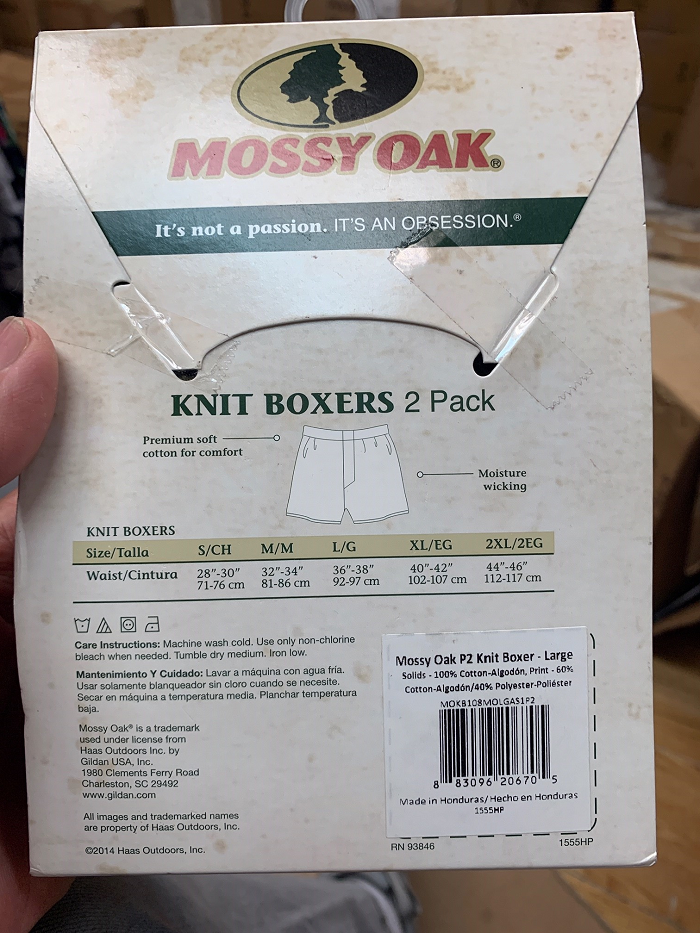 MOSSY OAK®
It's not a passion. IT'S AN OBSESSION.®
KNIT BOXERS 2 Pack
Premium soft
cotton for comfort
Moisture
wicking
KNIT BOXERS
Size/Talla S/CH M/M L/G XL/EG 2XL/2EG
Waist/Cintura 28"-30" 32"-34" 36"-38" 40"-42" 44"-46"
71-76 cm 81-86 cm 92-97 cm 102-107 cm 112-117 cm
Care Instructions: Machine wash cold. Use only non-chlorine
bleach when needed. Tumble dry medium. Iron low.
Mantenimiento Y Cuidado: Lavar a máquina con agua fría.
Usar solamente blanqueador sin cloro cuando se necesite.
Secar en máquina a temperatura media. Planchar temperatura
baja.
Mossy Oak® is a trademark
used under license from
Haas Outdoors Inc. by
Gildan USA, Inc.
1980 Clements Ferry Road
Charleston, SC 29492
www.gildan.com
All images and trademarked names
are property of Haas Outdoors, Inc.
©2014 Haas Outdoors, Inc.
Mossy Oak P2 Knit Boxer - Large
Solids - 100% Cotton-Algodón, Print - 60%
Cotton-Algodón/40% Polyester-Poliéster
MOKB108MOLGAS1P2
8 83096 20670 5
Made in Honduras/Hecho en Honduras
1555HP
RN 93846
1555HP